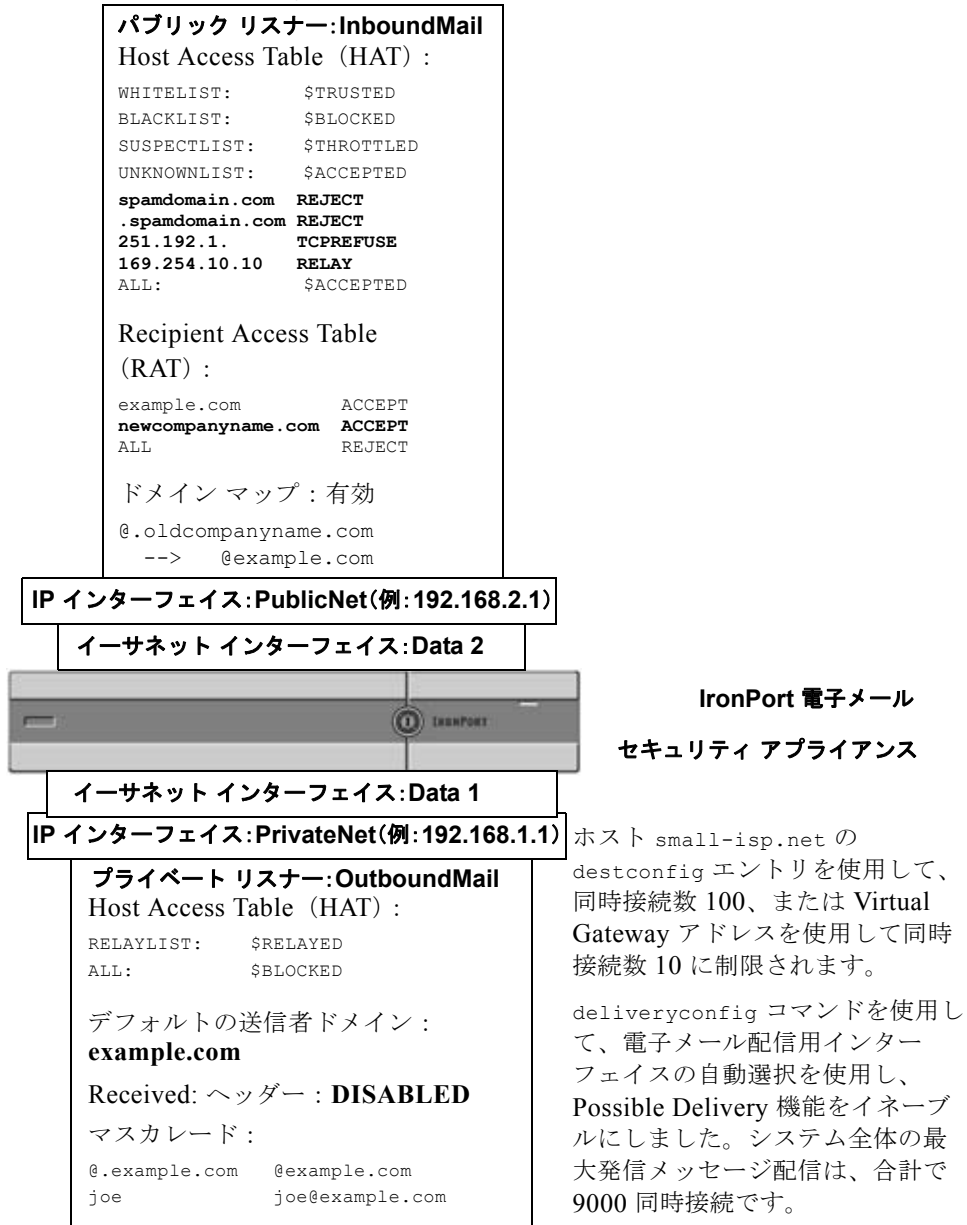 パブリック リスナー:InboundMail
Host Access Table（HAT）:
WHITELIST: $TRUSTED
BLACKLIST: $BLOCKED
SUSPECTLIST: $THROTTLED
UNKNOWNLIST: $ACCEPTED
spamdomain.com REJECT
.spamdomain.com REJECT
251.192.1. TCPREFUSE
169.254.10.10 RELAY
ALL: $ACCEPTED
Recipient Access Table
（RAT）:
example.com ACCEPT
newcompanyname.com ACCEPT
ALL REJECT
ドメイン マップ : 有効
@.oldcompanyname.com
--> @example.com
IP インターフェイス:PublicNet(例:192.168.2.1)
イーサネット インターフェイス:Data 2
IRONPORT
IronPort 電子メール
セキュリティ アプライアンス
イーサネット インターフェイス:Data 1
IP インターフェイス:PrivateNet(例:192.168.1.1)
プライベート リスナー:OutboundMail
Host Access Table（HAT）:
RELAYLIST: $RELAYED
ALL: $BLOCKED
デフォルトの送信者ドメイン :
example.com
Received: ヘッダー : DISABLED
マスカレード :
@.example.com @example.com
joe joe@example.com
ホスト small-isp.net の
destconfig エントリを使用して、
同時接続数 100、または Virtual
Gateway アドレスを使用して同時
接続数 10 に制限されます。
deliveryconfig コマンドを使用し
て、電子メール配信用インター
フェイスの自動選択を使用し、
Possible Delivery 機能をイネーブ
ルにしました。システム全体の最
大発信メッセージ配信は、合計で
9000 同時接続です。